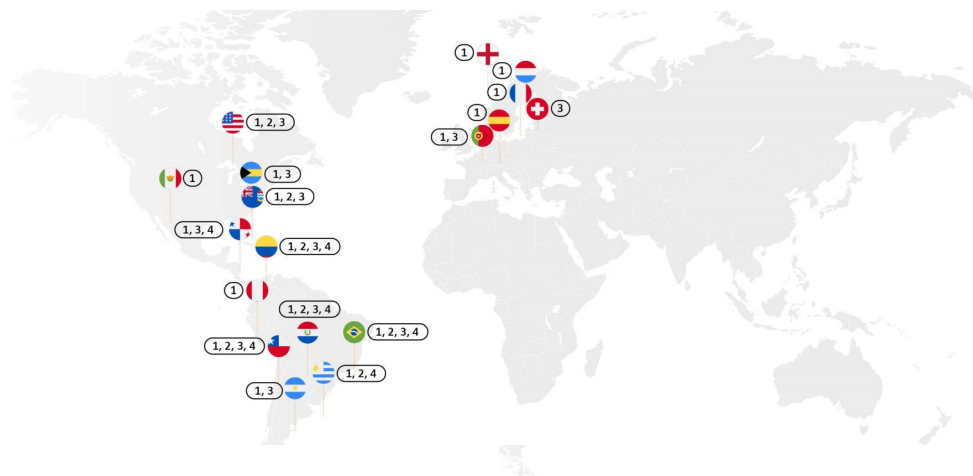 1
1
1
3
1
1, 2, 3
1, 3
1, 3
1
1, 2, 3
1, 3, 4
1, 2, 3, 4
1
1, 2, 3, 4
1, 2, 3, 4
1, 2, 3, 4
1, 2, 4
1, 3